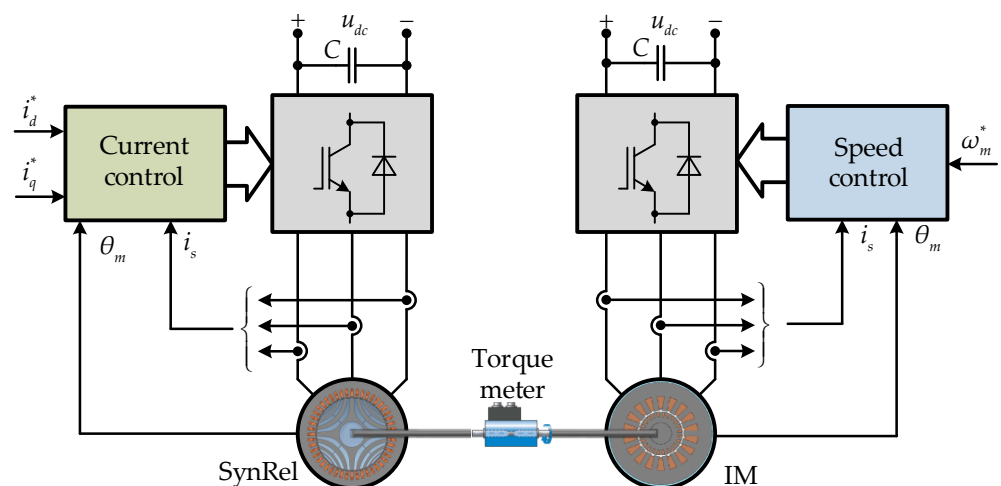 + u_dc −
C
+ u_dc −
C
i_d^*
i_q^*
Current
control
Speed
control
ω_m^*
θ_m
i_s
i_s
θ_m
Torque
meter
SynRel
IM